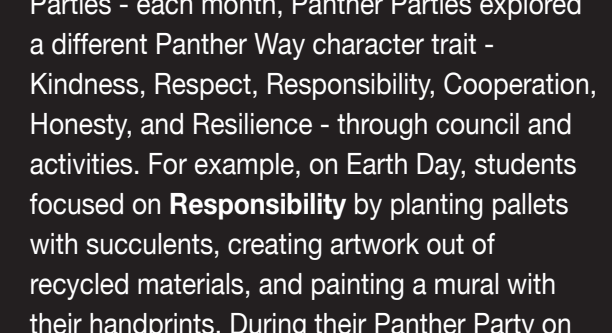 Parties - each month, Panther Parties explored
a different Panther Way character trait -
Kindness, Respect, Responsibility, Cooperation,
Honesty, and Resilience - through council and
activities. For example, on Earth Day, students
focused on Responsibility by planting pallets
with succulents, creating artwork out of
recycled materials, and painting a mural with
their handprints. During their Panther Party on